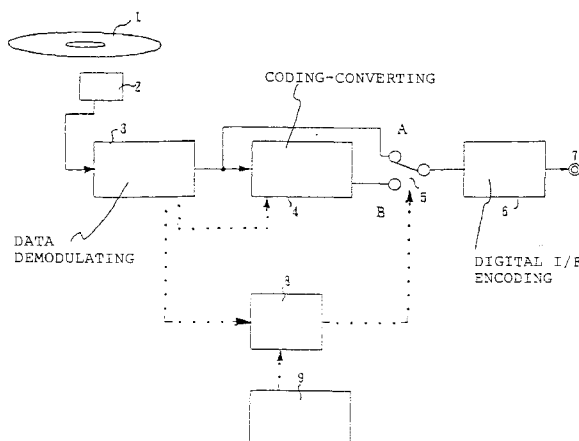 1
2
CODING-CONVERTING
3
A
7
4
5
6
B
DATA
DEMODULATING
DIGITAL I/F
ENCODING
8
9